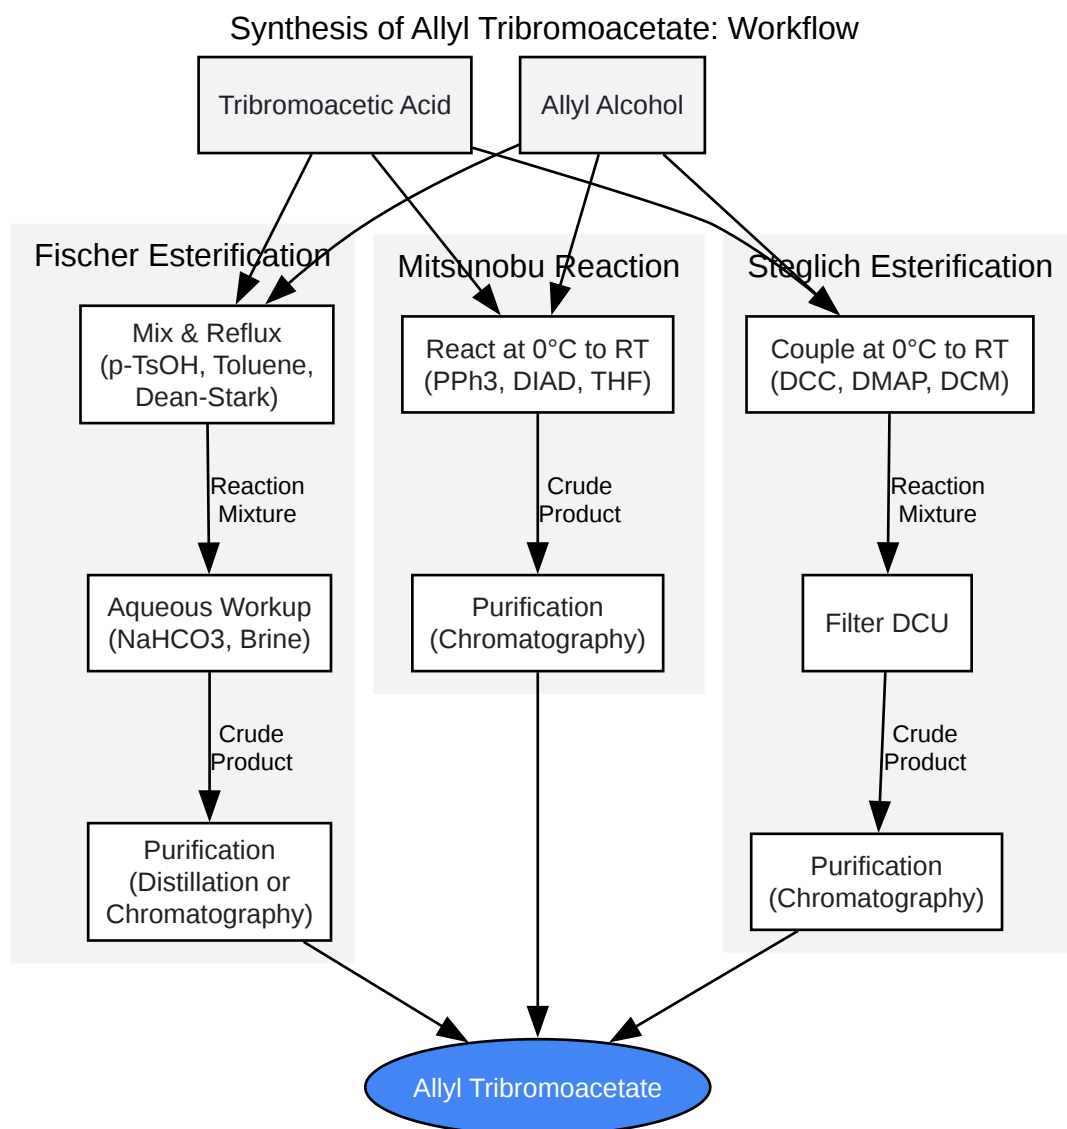 Synthesis of Allyl Tribromoacetate: Workflow
Tribromoacetic Acid
Allyl Alcohol
Fischer Esterification
Mix & Reflux
(p-TsOH, Toluene,
Dean-Stark)
Reaction
Mixture
Aqueous Workup
(NaHCO3, Brine)
Crude
Product
Purification
(Distillation or
Chromatography)
Mitsunobu Reaction
React at 0°C to RT
(PPh3, DIAD, THF)
Crude
Product
Purification
(Chromatography)
Steglich Esterification
Couple at 0°C to RT
(DCC, DMAP, DCM)
Reaction
Mixture
Filter DCU
Crude
Product
Purification
(Chromatography)
Allyl Tribromoacetate